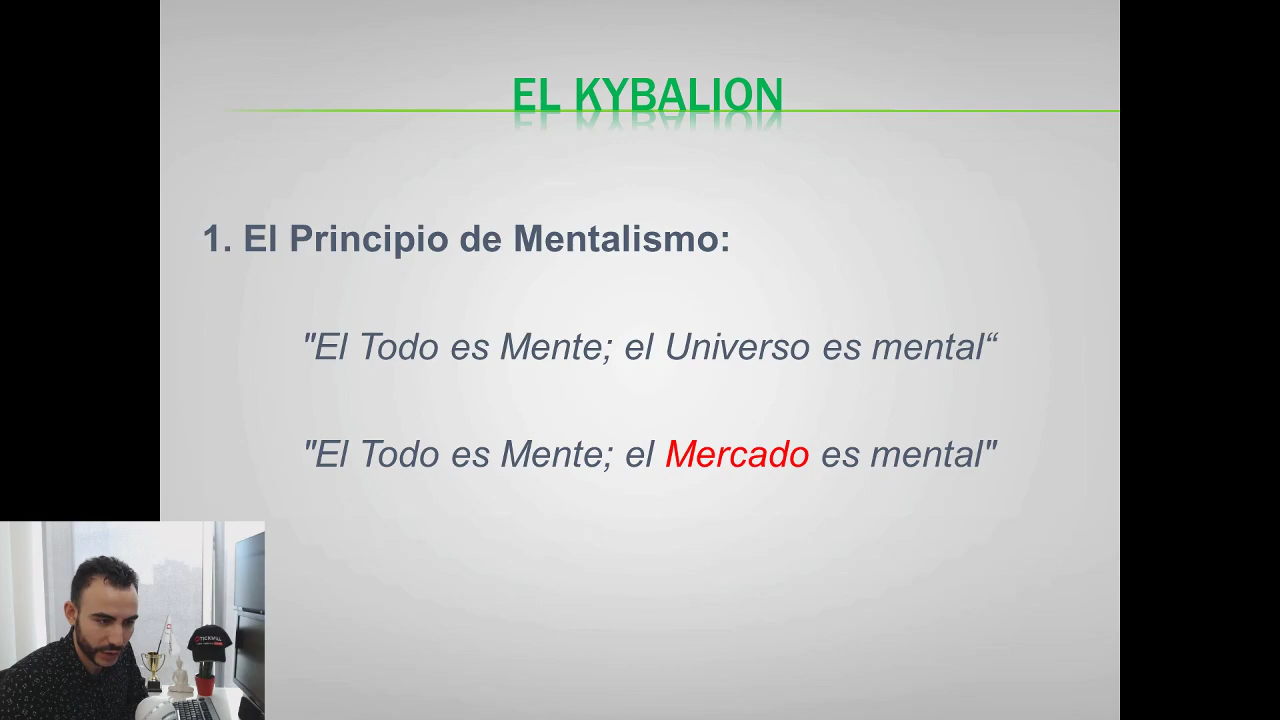 EL KYBALION
1. El Principio de Mentalismo:
"El Todo es Mente; el Universo es mental“
"El Todo es Mente; el Mercado es mental"
TICKMILL